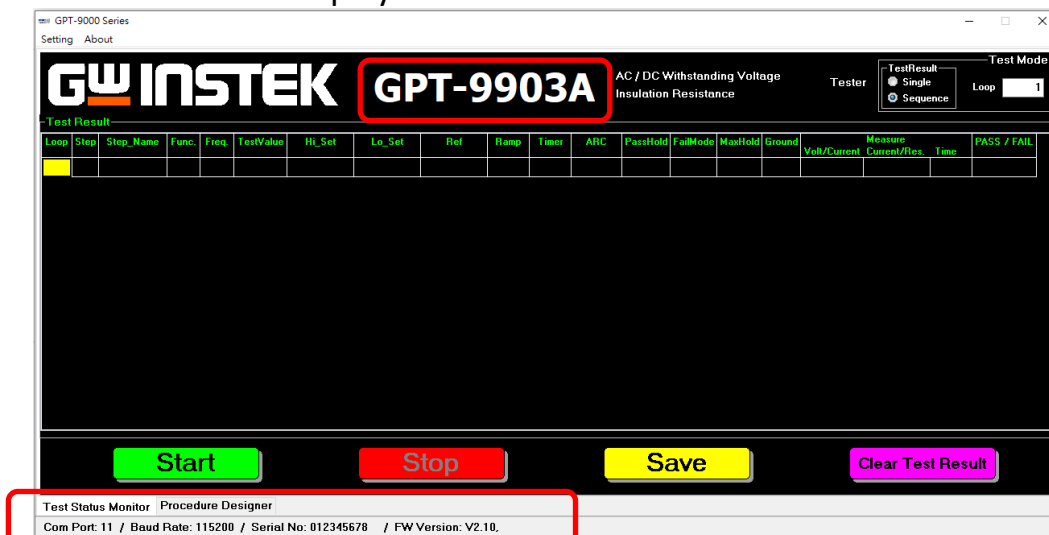 GPT-9000 Series
Setting About
GW INSTEK
GPT-9903A
AC / DC Withstanding Voltage
Insulation Resistance
Tester
TestResult
Single
Sequence
Test Mode
Loop 1
Test Result
Loop Step Step_Name Func. Freq. TestValue Hi_Set Lo_Set Ref Ramp Timer ARC PassHold FailMode MaxHold Ground Measure Volt/Current Current/Res. Time PASS / FAIL
Start Stop Save Clear Test Result
Test Status Monitor Procedure Designer
Com Port: 11 / Baud Rate: 115200 / Serial No: 012345678 / FW Version: V2.10,